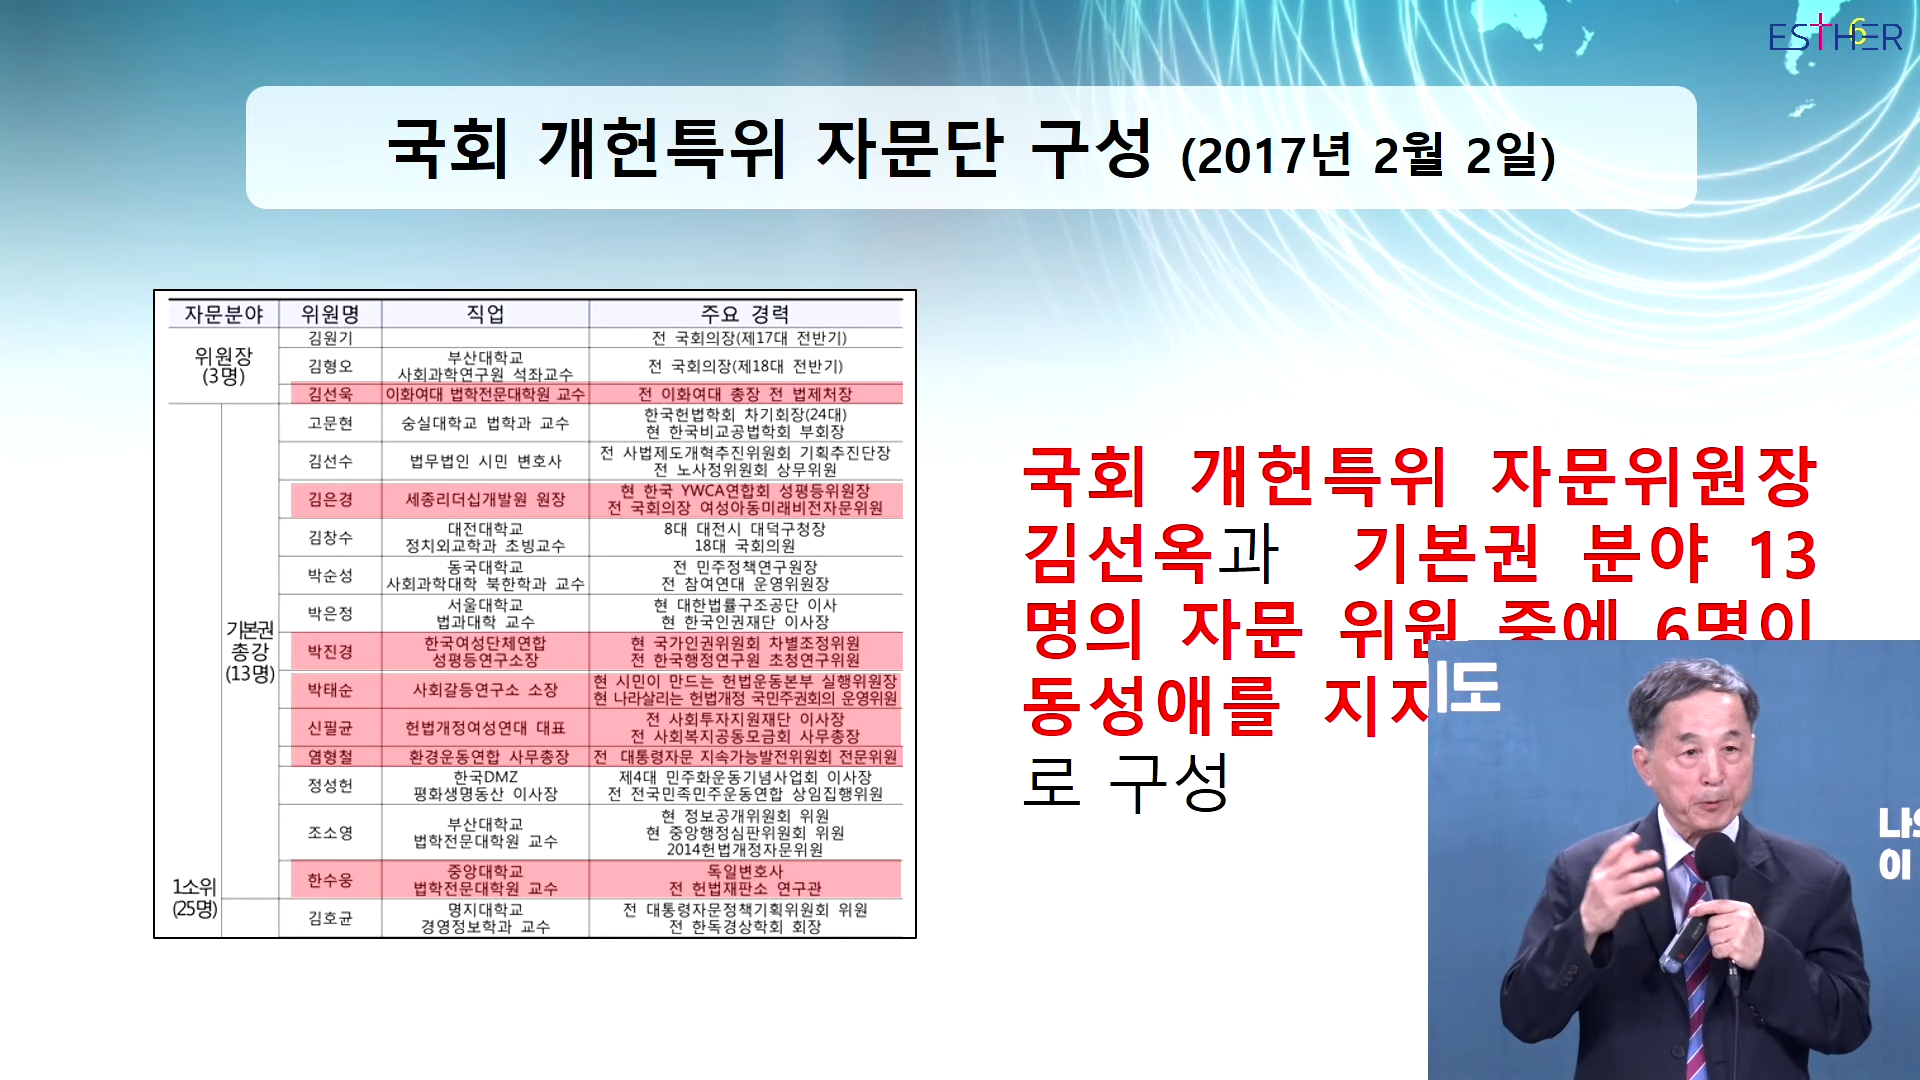 ESTHER
6
국회 개헌특위 자문단 구성 (2017년 2월 2일)
자문분야 위원명 직업 주요 경력
위원장
(3명)
김원기 전 국회의장(제17대 전반기)
김형오 부산대학교 사회과학연구원 석좌교수 전 국회의장(제18대 전반기)
김선욱 이화여대 법학전문대학원 교수 전 이화여대 총장 전 법제처장
기본권
총강
(13명)
고문현 숭실대학교 법학과 교수 한국헌법학회 차기회장(24대)
현 한국비교공법학회 부회장
김선수 법무법인 시민 변호사 전 사법제도개혁추진위원회 기획추진단장
전 노사정위원회 상무위원
김은경 세종리더십개발원 원장 현 한국 YWCA연합회 성평등위원장
전 국회의장 여성아동미래비전자문위원
김창수 대전대학교 정치외교학과 초빙교수 8대 대전시 대덕구청장
18대 국회의원
박순성 동국대학교 사회과학대학 북한학과 교수 전 민주정책연구원장
전 참여연대 운영위원장
박은정 서울대학교 법과대학 교수 현 대한법률구조공단 이사
현 한국인권재단 이사장
박진경 한국여성단체연합 성평등연구소장 현 국가인권위원회 차별조정위원
전 한국행정연구원 초청연구위원
박태순 사회갈등연구소 소장 현 시민이 만드는 헌법운동본부 실행위원장
현 나라살리는 헌법개정 국민주권회의 운영위원
신필균 헌법개정여성연대 대표 전 사회투자지원재단 이사장
전 사회복지공동모금회 사무총장
염형철 환경운동연합 사무총장 전 대통령자문 지속가능발전위원회 전문위원
정성헌 한국DMZ 평화생명동산 이사장 제4대 민주화운동기념사업회 이사장
전 전국민족민주운동연합 상임집행위원
조소영 부산대학교 법학전문대학원 교수 현 정보공개위원회 위원
현 중앙행정심판위원회 위원
2014헌법개정자문위원
한수웅 중앙대학교 법학전문대학원 교수 독일변호사
전 헌법재판소 연구관
1소위
(25명)
김호균 명지대학교 경영정보학과 교수 전 대통령자문정책기획위원회 위원
전 한독경상학회 회장
국회 개헌특위 자문위원장
김선옥과 기본권 분야 13
명의 자문 위원 중에 6명이
동성애를 지지
로 구성
기도
나의
이